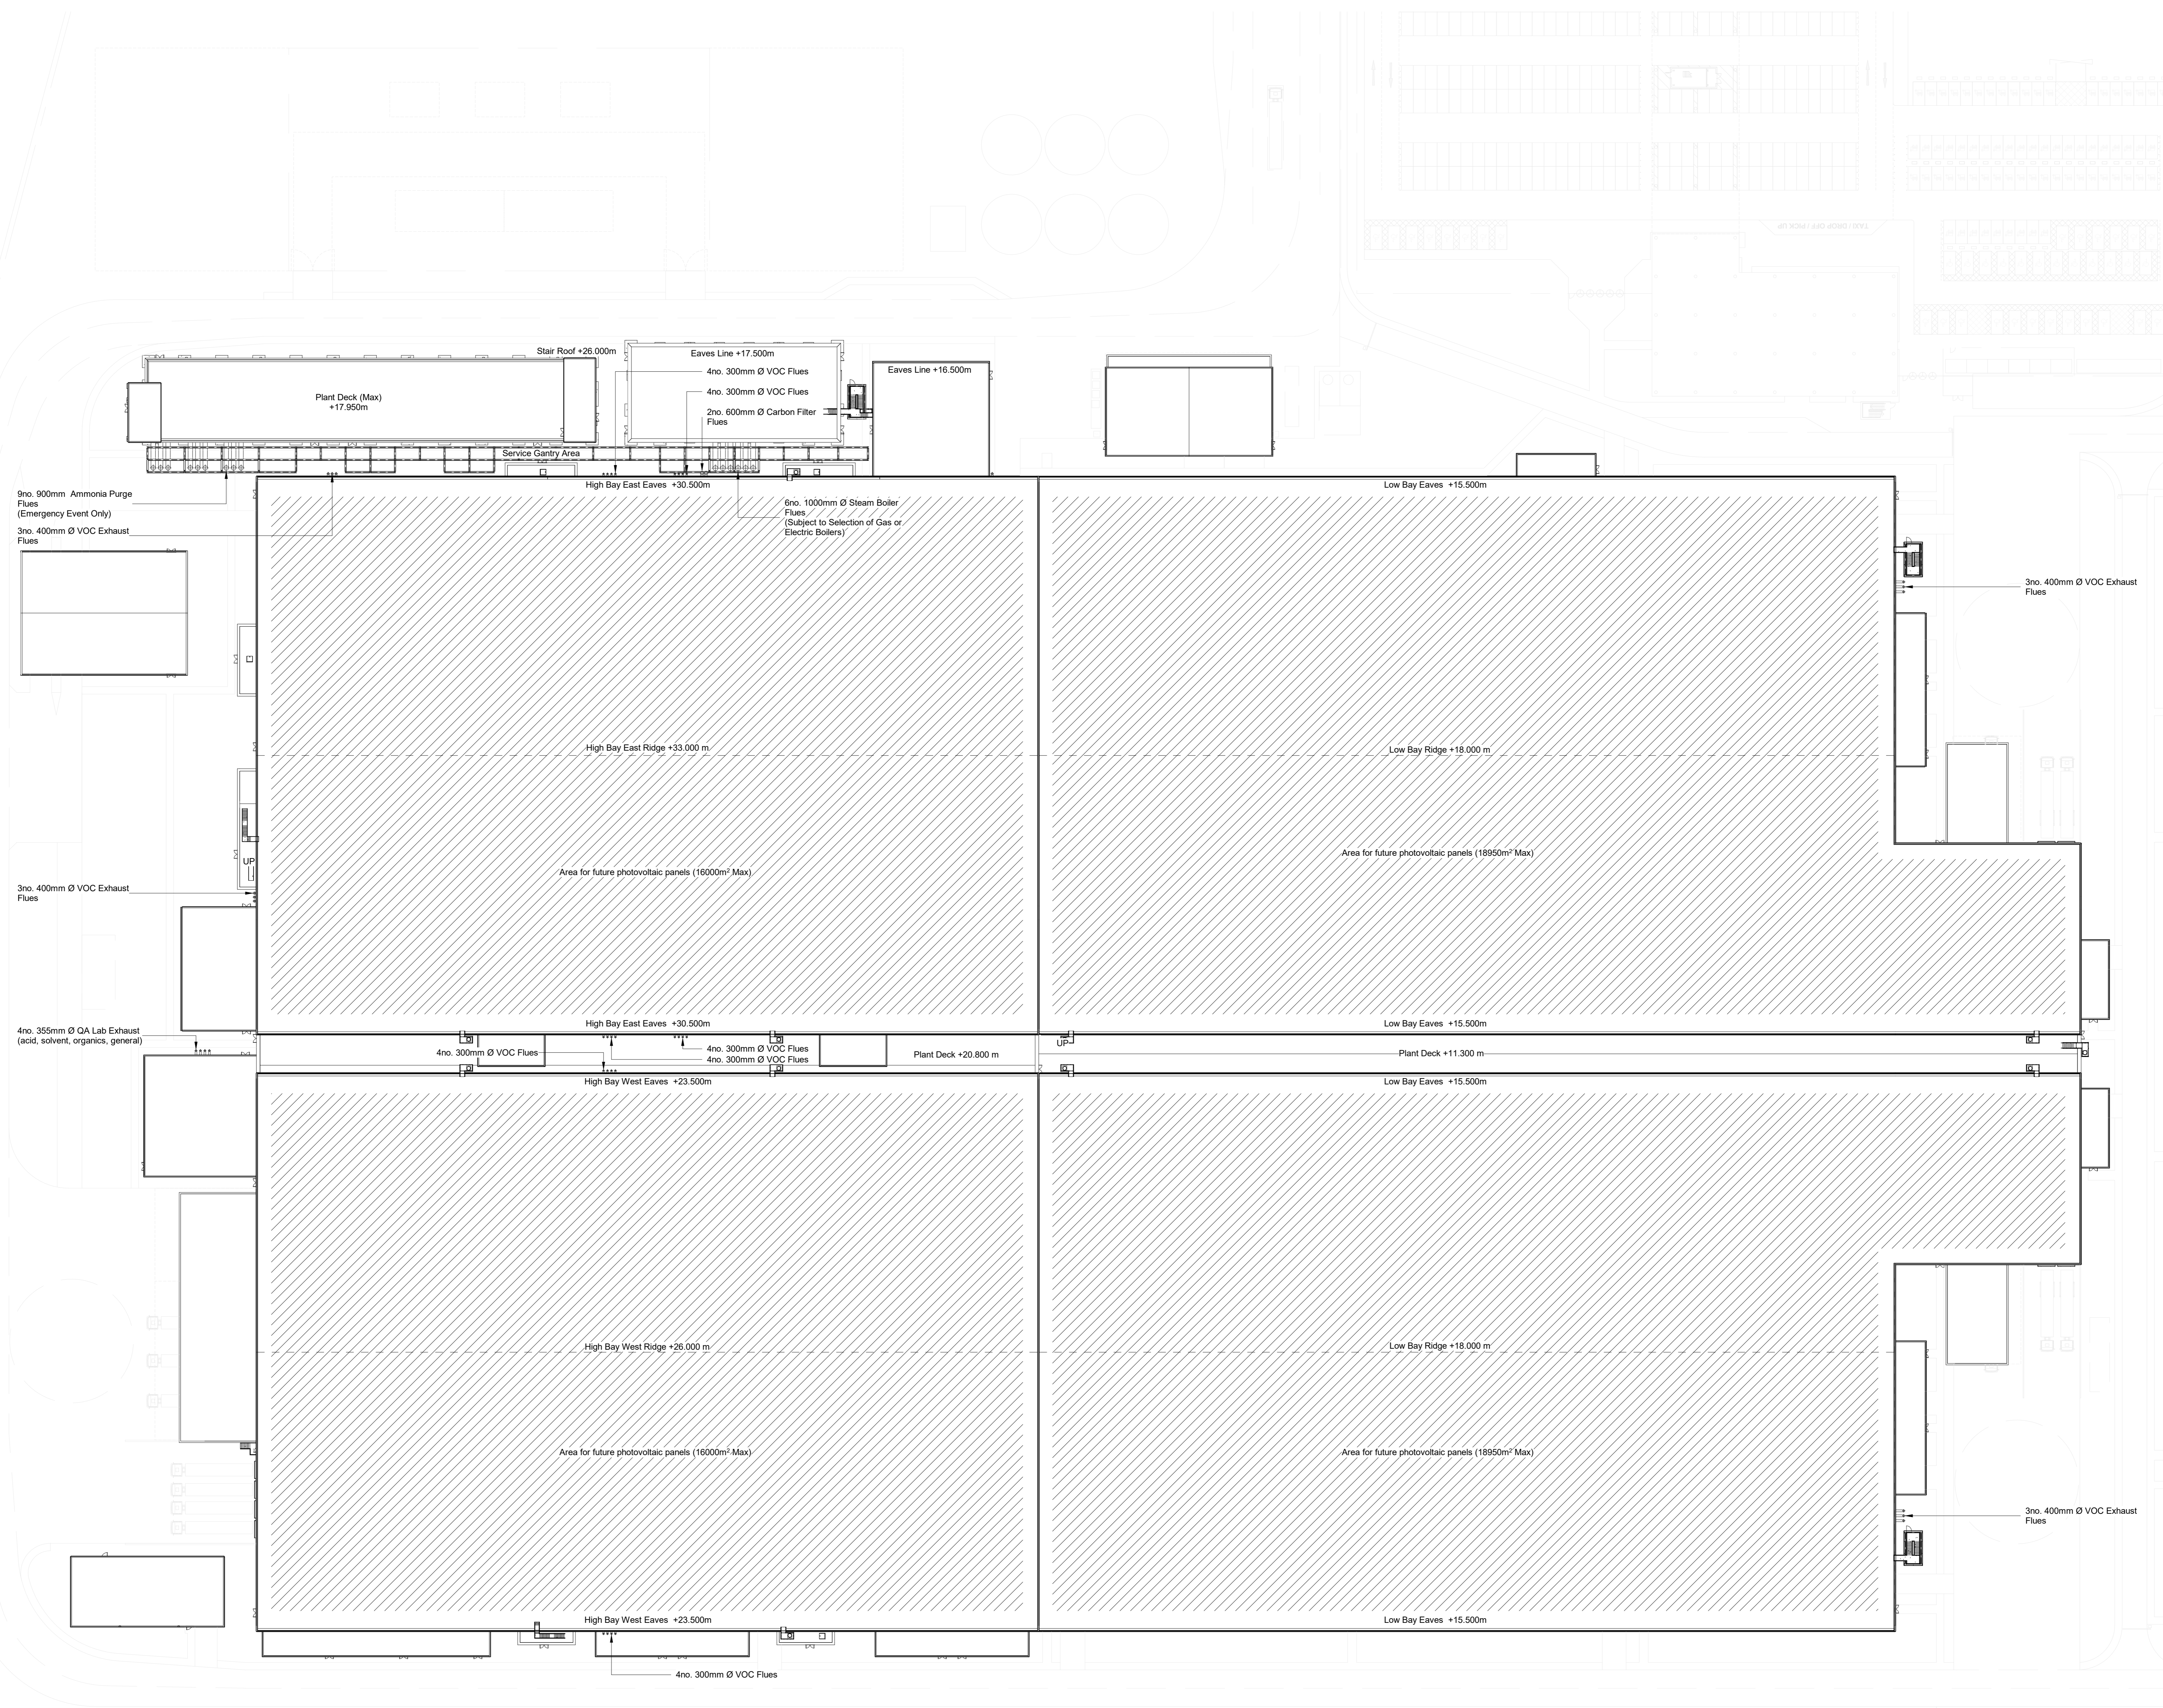 TAXI / DROP OFF / PICK UP
Stair Roof +26.000m
Eaves Line +17.500m
4no. 300mm Ø VOC Flues
Eaves Line +16.500m
4no. 300mm Ø VOC Flues
Plant Deck (Max)
+17.950m
2no. 600mm Ø Carbon Filter
Flues
Service Gantry Area
High Bay East Eaves +30.500m
Low Bay Eaves +15.500m
9no. 900mm Ammonia Purge
Flues
(Emergency Event Only)
6no. 1000mm Ø Steam Boiler
Flues
(Subject to Selection of Gas or
Electric Boilers)
3no. 400mm Ø VOC Exhaust
Flues
3no. 400mm Ø VOC Exhaust
Flues
High Bay East Ridge +33.000 m
Low Bay Ridge +18.000 m
Area for future photovoltaic panels (18950m² Max)
UP
Area for future photovoltaic panels (16000m² Max)
3no. 400mm Ø VOC Exhaust
Flues
High Bay East Eaves +30.500m
Low Bay Eaves +15.500m
4no. 355mm Ø QA Lab Exhaust
(acid, solvent, organics, general)
UP
4no. 300mm Ø VOC Flues
4no. 300mm Ø VOC Flues
4no. 300mm Ø VOC Flues
Plant Deck +20.800 m
Plant Deck +11.300 m
High Bay West Eaves +23.500m
Low Bay Eaves +15.500m
High Bay West Ridge +26.000 m
Low Bay Ridge +18.000 m
Area for future photovoltaic panels (16000m² Max)
Area for future photovoltaic panels (18950m² Max)
3no. 400mm Ø VOC Exhaust
Flues
High Bay West Eaves +23.500m
Low Bay Eaves +15.500m
4no. 300mm Ø VOC Flues